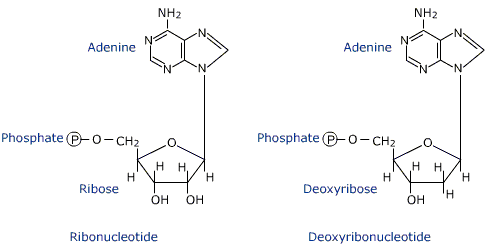 NH2 NH2
Adenine N N Adenine N N
N N N N
Phosphate P O CH2 O Phosphate P O CH2 O
H H H H H H H H
Ribose OH OH Deoxyribose OH H
Ribonucleotide Deoxyribonucleotide